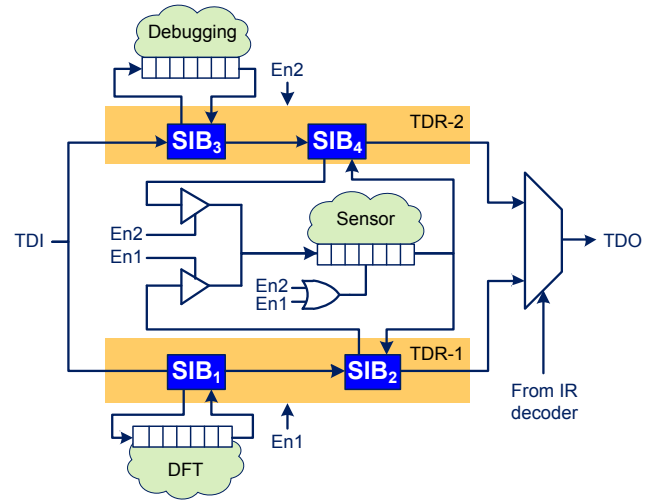 Debugging
En2
TDR-2
SIB3
SIB4
Sensor
En2
TDI
TDO
En1
En2
En1
TDR-1
SIB1
SIB2
From IR
decoder
En1
DFT